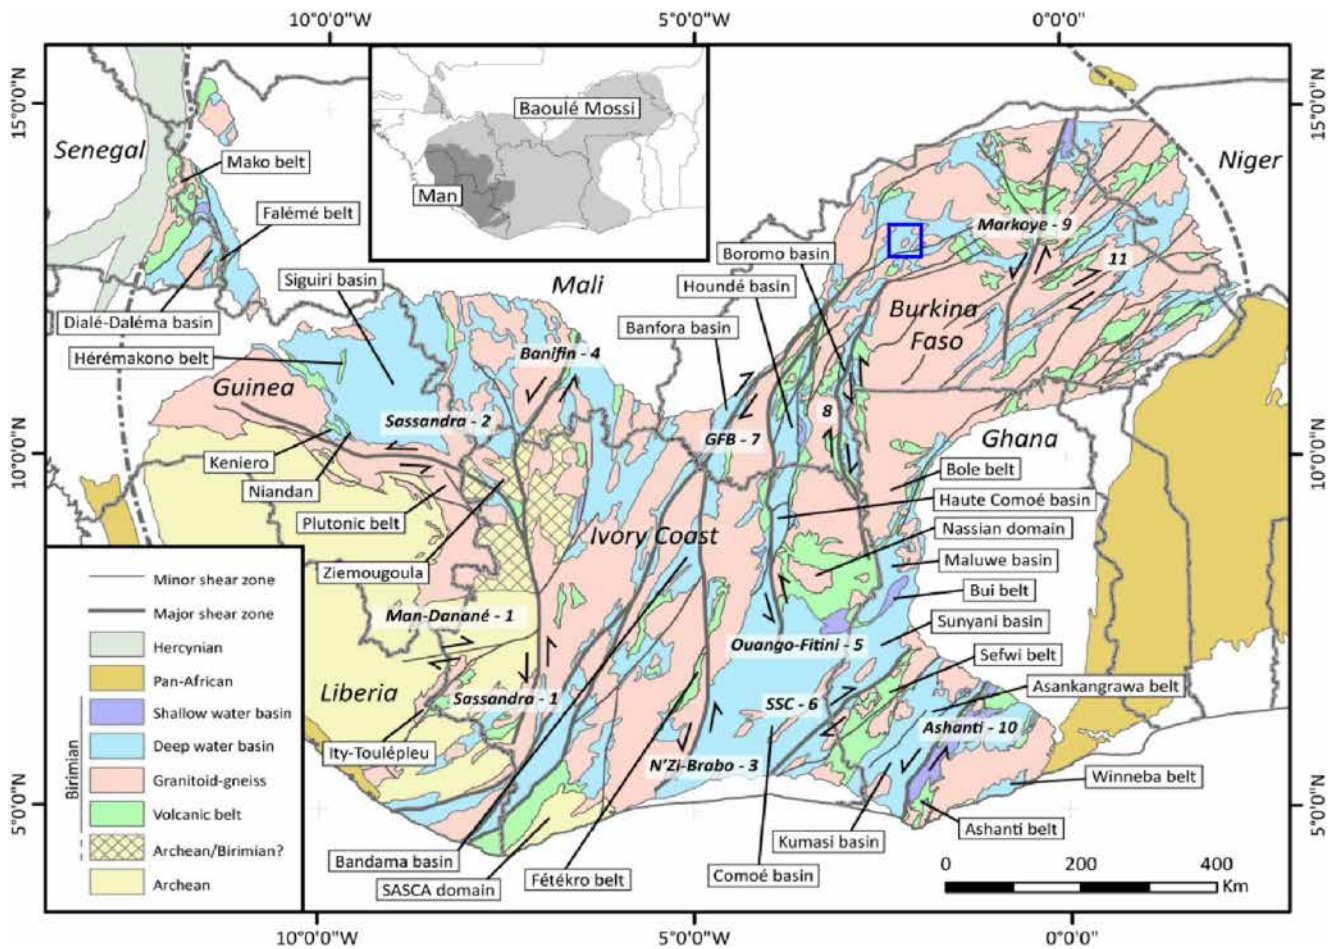 10°0'0"W
5°0'0"W
0°0'0"
15°0'0"N
15°0'0"N
Baoulé Mossi
Man
Senegal
Mako belt
Falémé belt
Siguiri basin
Mali
Dialé-Daléma basin
Hérémakono belt
Guinea
Banifin - 4
Sassandra - 2
10°0'0"N
Keniero
Niandan
Plutonic belt
Ziemougoula
Man-Danané - 1
Liberia
Sassandra - 1
Ity-Toulépleu
Niger
Markoye - 9
11
Boromo basin
Houndé basin
Banfora basin
Burkina
Faso
8
GFB - 7
Ghana
10°0'0"N
Bole belt
Haute Comoé basin
Ivory Coast
Nassian domain
Maluwe basin
Bui belt
Sunyani basin
Ouango-Fitini - 5
Sefwi belt
Asankangrawa belt
SSC - 6
Ashanti - 10
N'Zi-Brabo - 3
Winneba belt
5°0'0"N
5°0'0"N
Ashanti belt
Kumasi basin
Bandama basin
Comoé basin
Fétékro belt
SASCA domain
Minor shear zone
Major shear zone
Hercynian
Pan-African
Birimian
Shallow water basin
Deep water basin
Granitoid-gneiss
Volcanic belt
Archean/Birimian?
Archean
0 200 400
Km
10°0'0"W
5°0'0"W
0°0'0"